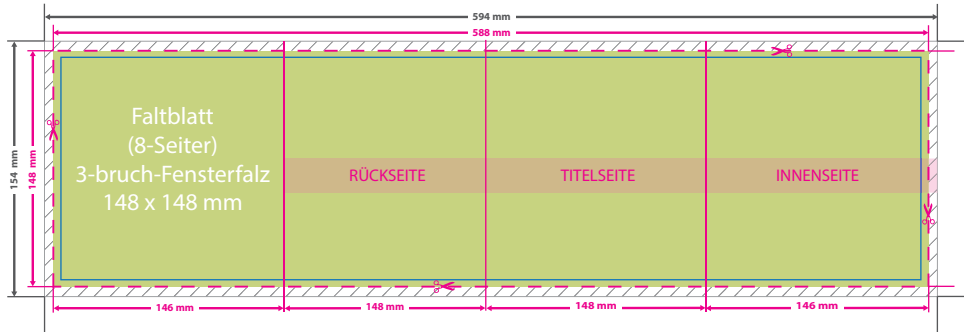 594 mm
588 mm
154 mm
148 mm
Faltblatt
(8-Seiter)
3-bruch-Fensterfalz
148 x 148 mm
RÜCKSEITE
TITELSEITE
INNENSEITE
146 mm
148 mm
148 mm
146 mm